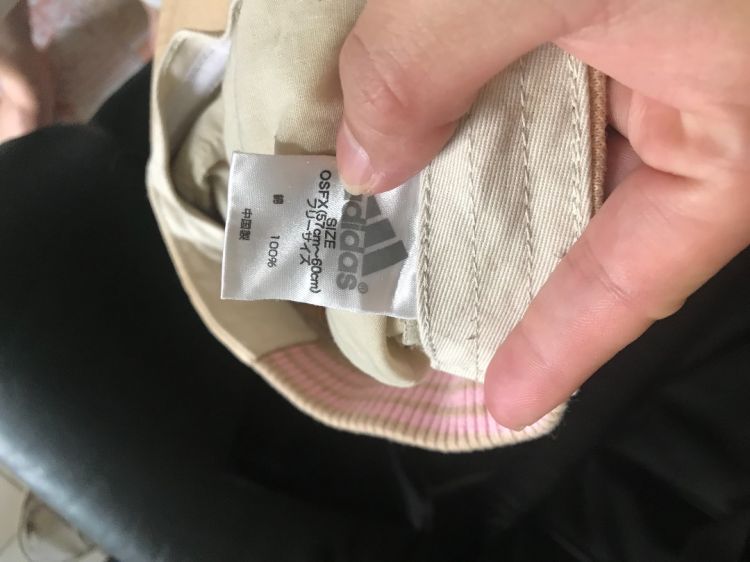 adidas®
SIZE
フリーサイズ
OSFX(57cm~60cm)
綿 100%
中国製